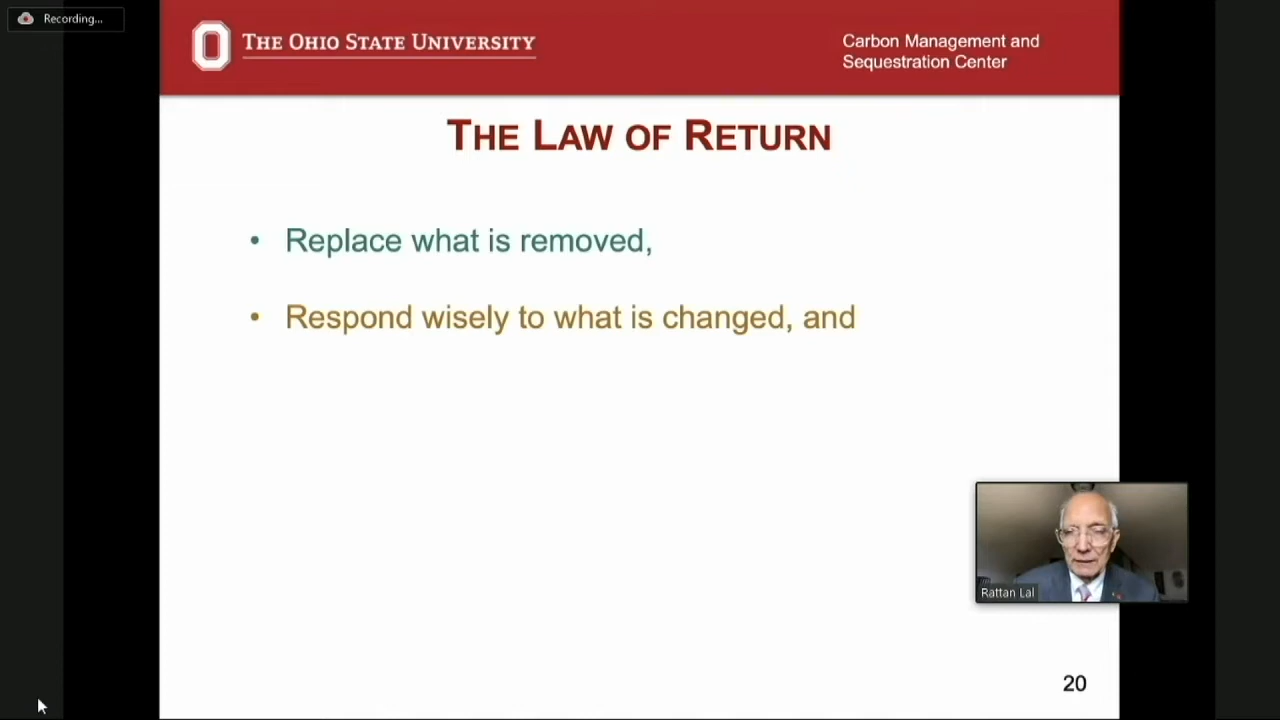 Recording...
THE OHIO STATE UNIVERSITY
Carbon Management and
Sequestration Center
THE LAW OF RETURN
• Replace what is removed,
• Respond wisely to what is changed, and
Rattan Lal
20